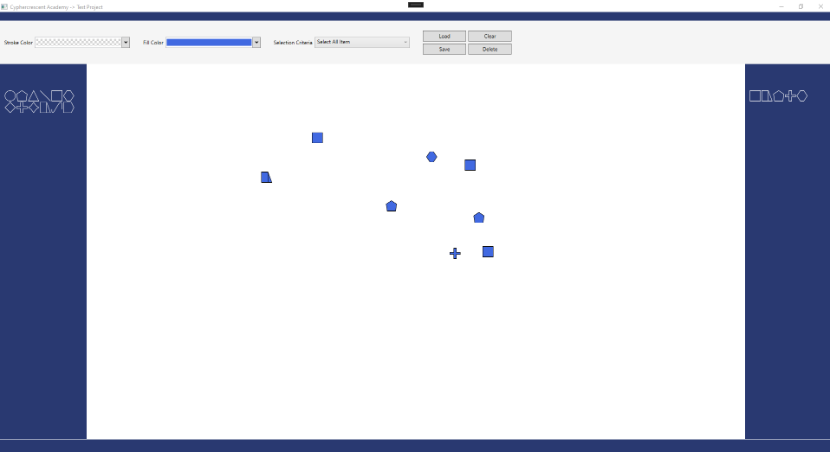 Cyphercrescent Academy -> Test Project
Stroke Color
Fill Color
Selection Criteria
Select All Item
Load
Clear
Save
Delete